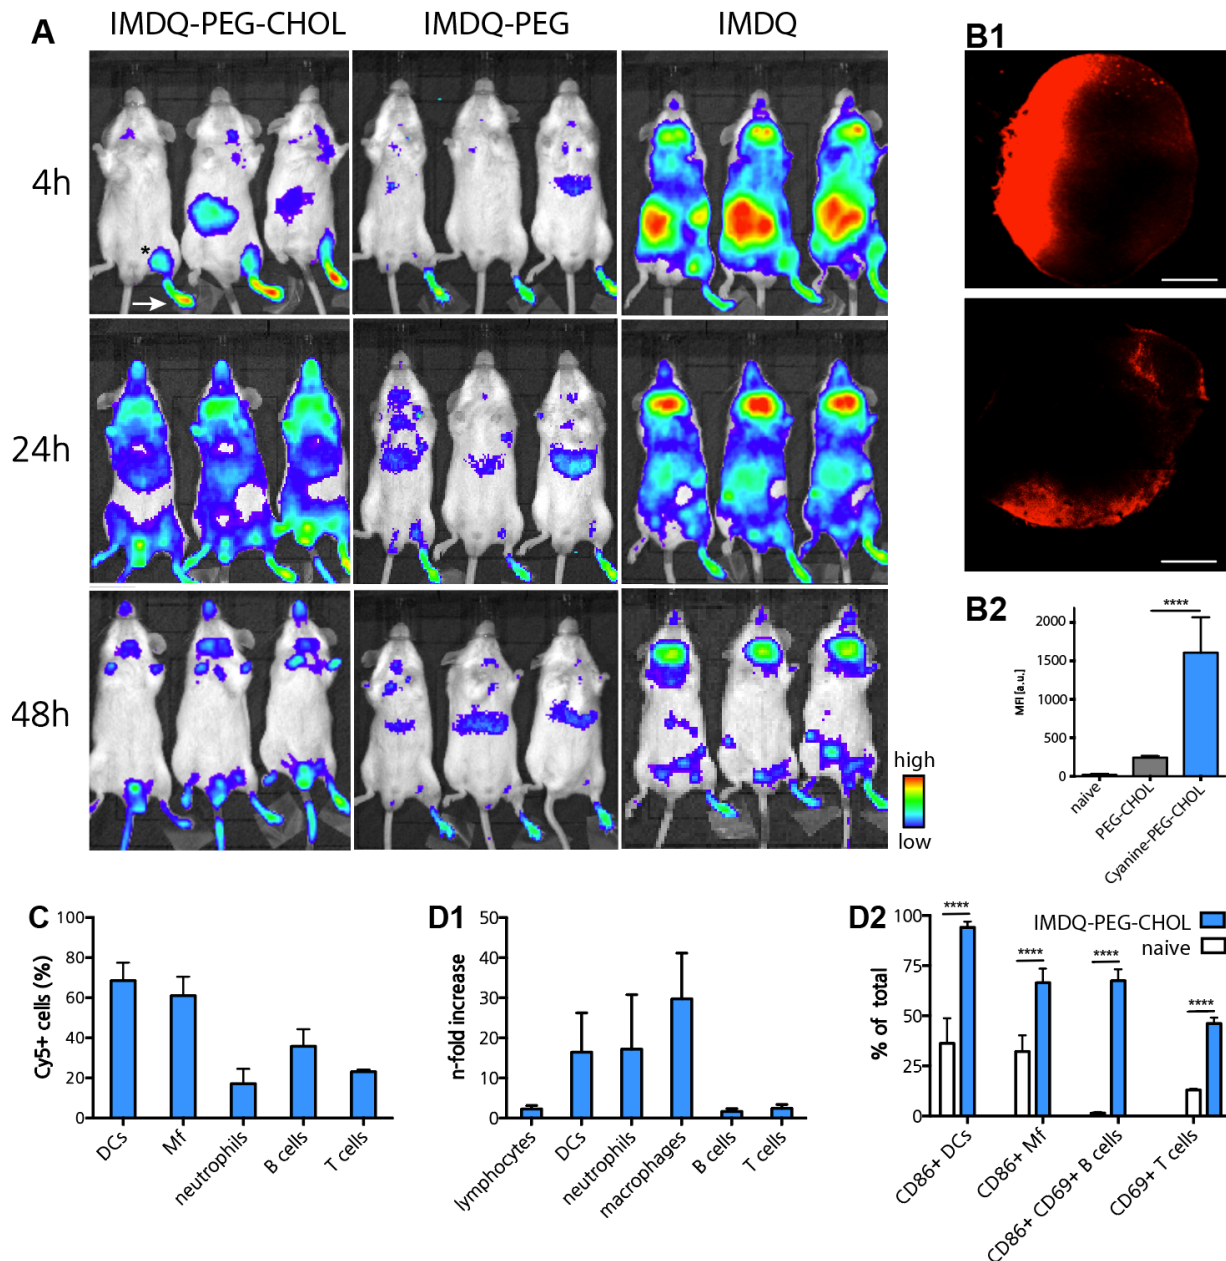 A
IMDQ-PEG-CHOL
IMDQ-PEG
IMDQ
4h
*
24h
48h
high
low
B1
B2
****
MFI [a.u.]
2000
1500
1000
500
0
naive
PEG-CHOL
Cyanine-PEG-CHOL
C
Cy5+ cells (%)
100
80
60
40
20
0
DCs
Mf
neutrophils
B cells
T cells
D1
n-fold increase
50
40
30
20
10
0
lymphocytes
DCs
neutrophils
macrophages
B cells
T cells
D2
% of total
100
75
50
25
0
****
****
****
****
IMDQ-PEG-CHOL
naive
CD86+ DCs
CD86+ Mf
CD86+ CD69+ B cells
CD69+ T cells